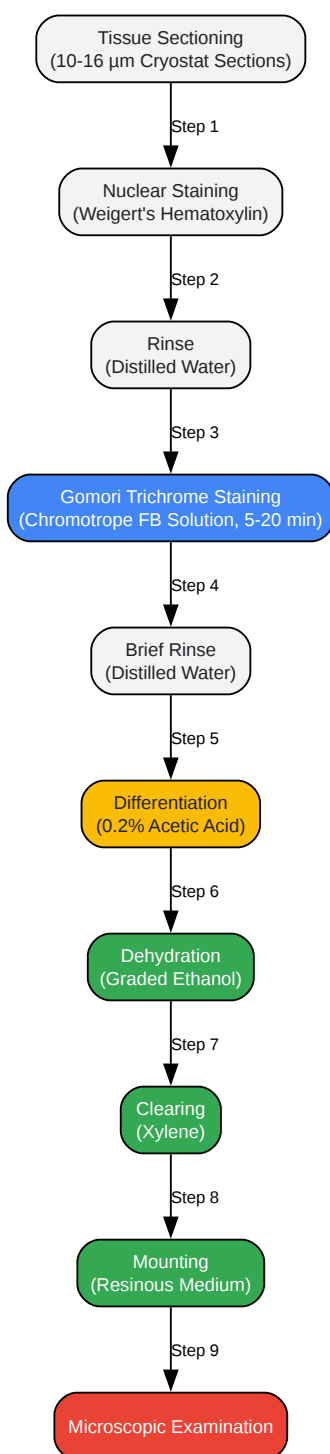 Tissue Sectioning
(10-16 µm Cryostat Sections)
Step 1
Nuclear Staining
(Weigert's Hematoxylin)
Step 2
Rinse
(Distilled Water)
Step 3
Gomori Trichrome Staining
(Chromotrope FB Solution, 5-20 min)
Step 4
Brief Rinse
(Distilled Water)
Step 5
Differentiation
(0.2% Acetic Acid)
Step 6
Dehydration
(Graded Ethanol)
Step 7
Clearing
(Xylene)
Step 8
Mounting
(Resinous Medium)
Step 9
Microscopic Examination